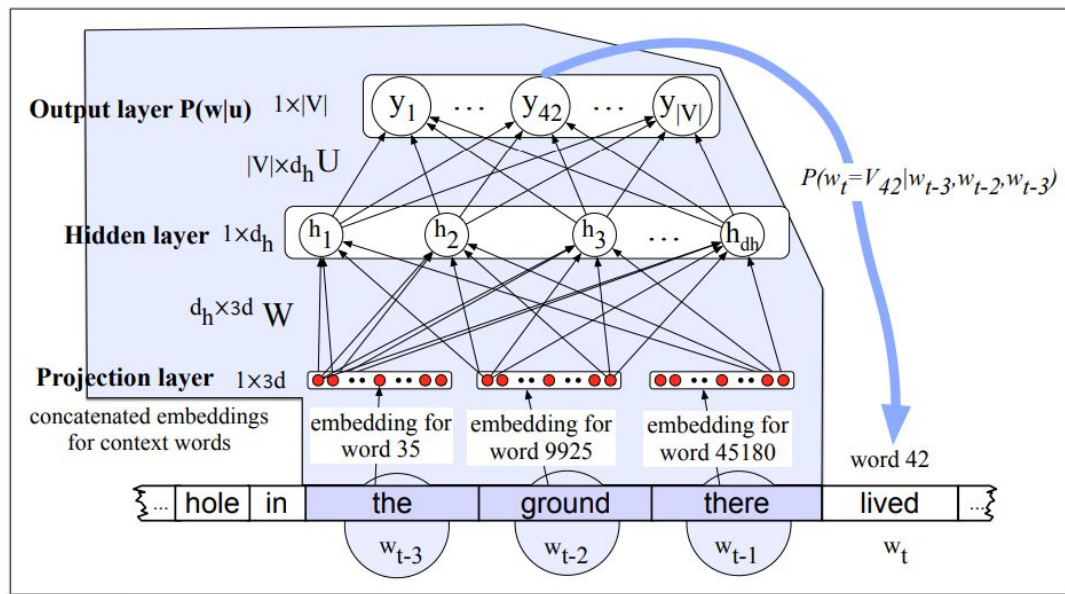 Output layer P(w|u) 1×|V|
y1 ... y42 ... y|V|
|V|×dh U
P(wt=V42|wt-3,wt-2,wt-3)
Hidden layer 1×dh
h1 h2 h3 ... hdh
dh×3d W
Projection layer 1×3d
concatenated embeddings
for context words
embedding for
word 35
embedding for
word 9925
embedding for
word 45180
word 42
... hole in the ground there lived ...
wt-3 wt-2 wt-1 wt